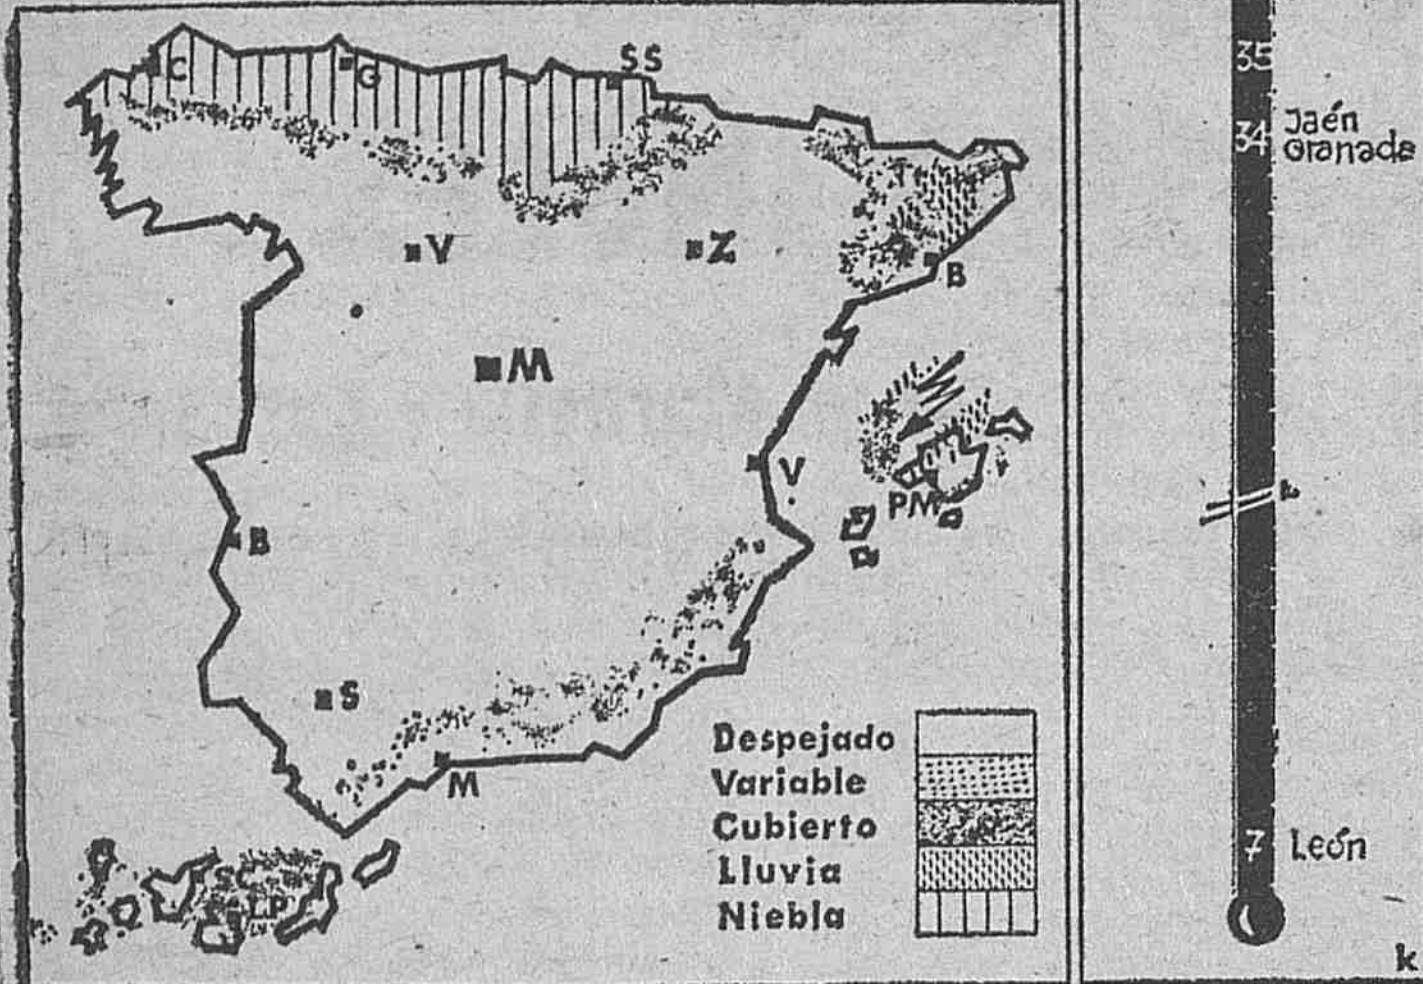 SS
C
G
V
Z
B
M
V
PM
B
S
M
SC
LP
Despejado
Variable
Cubierto
Lluvia
Niebla
35
34 Jaén
Granada
7 León
k